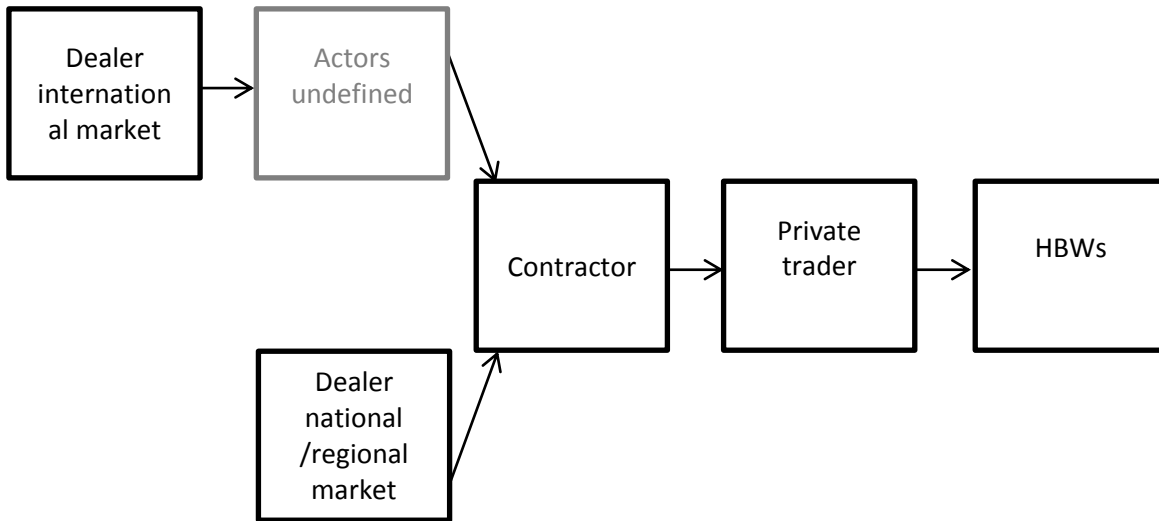 Dealer
internation
al market
Actors
undefined
Contractor
Private
trader
HBWs
Dealer
national
/regional
market